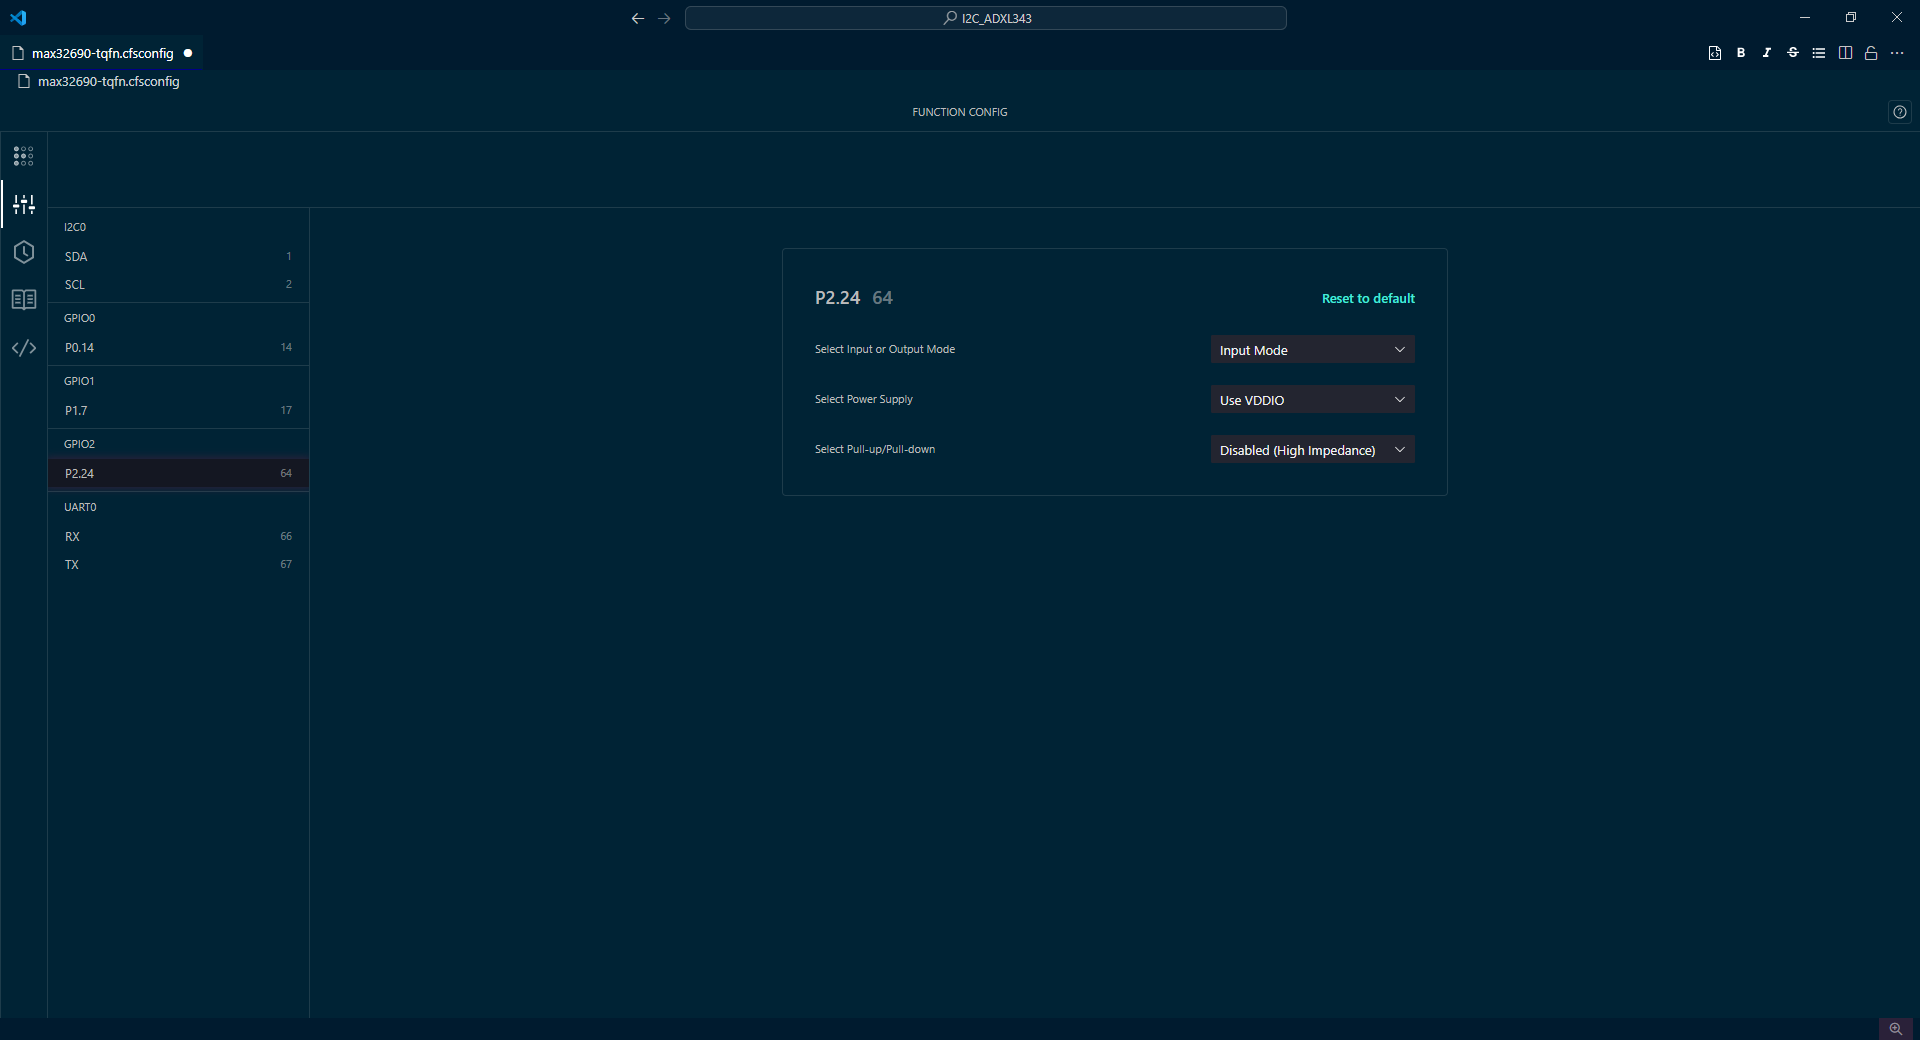 I2C_ADXL343
max32690-tqfn.cfsconfig
B I S
max32690-tqfn.cfsconfig
FUNCTION CONFIG
I2C0
SDA 1
SCL 2
GPIO0
P0.14 14
GPIO1
P1.7 17
GPIO2
P2.24 64
UART0
RX 66
TX 67
P2.24 64 Reset to default
Select Input or Output Mode Input Mode
Select Power Supply Use VDDIO
Select Pull-up/Pull-down Disabled (High Impedance)